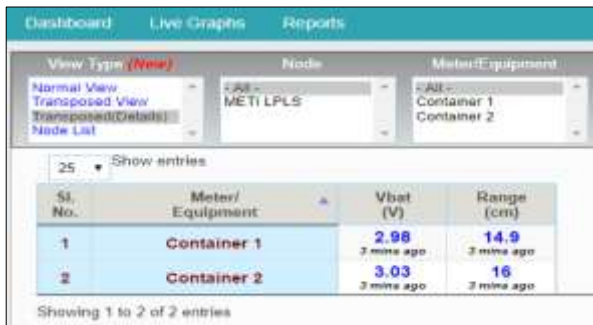 Dashboard Live Graphs Reports
View Type (New) Node Meter/Equipment
Normal View - All - - All -
Transposed View METI LPLS Container 1
Transposed(Details) Container 2
Node List
25 Show entries
Sl. Meter/ Vbat Range
No. Equipment (V) (cm)
1 Container 1 2.98 14.9
3 mins ago 3 mins ago
2 Container 2 3.03 16
3 mins ago 3 mins ago
Showing 1 to 2 of 2 entries